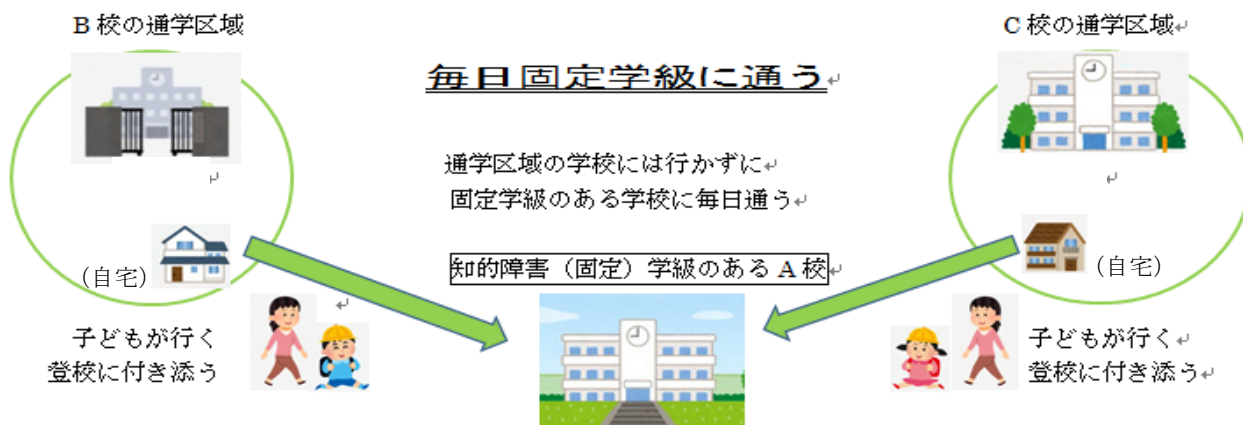 B 校の通学区域
C 校の通学区域
毎日固定学級に通う
通学区域の学校には行かずに
固定学級のある学校に毎日通う
知的障害（固定）学級のある A 校
（自宅）
（自宅）
子どもが行く
登校に付き添う
子どもが行く
登校に付き添う